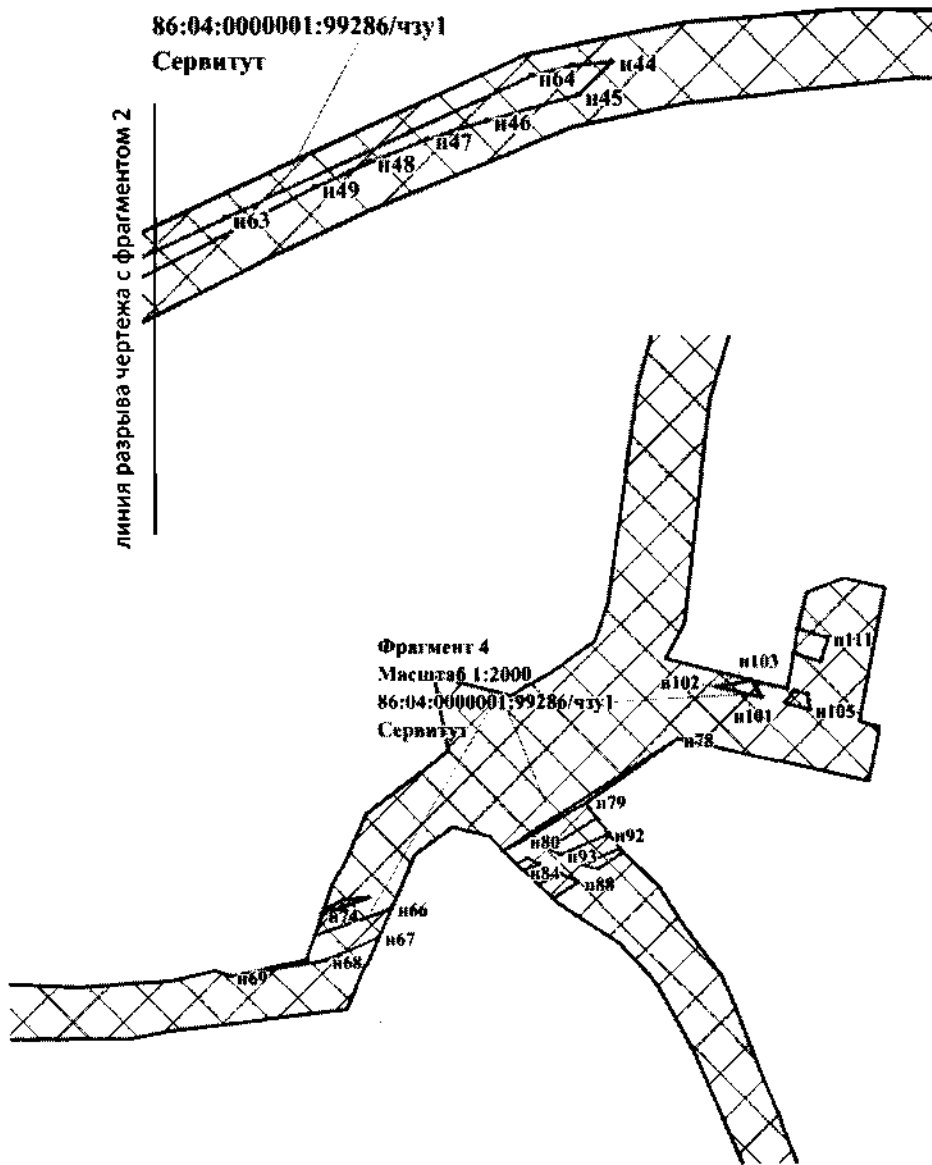 86:04:0000001:99286/чзу1
Сервитут
линия разрыва чертежа с фрагментом 2
н64
н44
н45
н46
н47
н48
н49
н63
Фрагмент 4
Масштаб 1:2000
86:04:0000001:99286/чзу1
Сервитут
н111
н103
н102
н101
н105
н78
н79
н80
н92
н93
н84
н88
н74
н66
н67
н68
н69